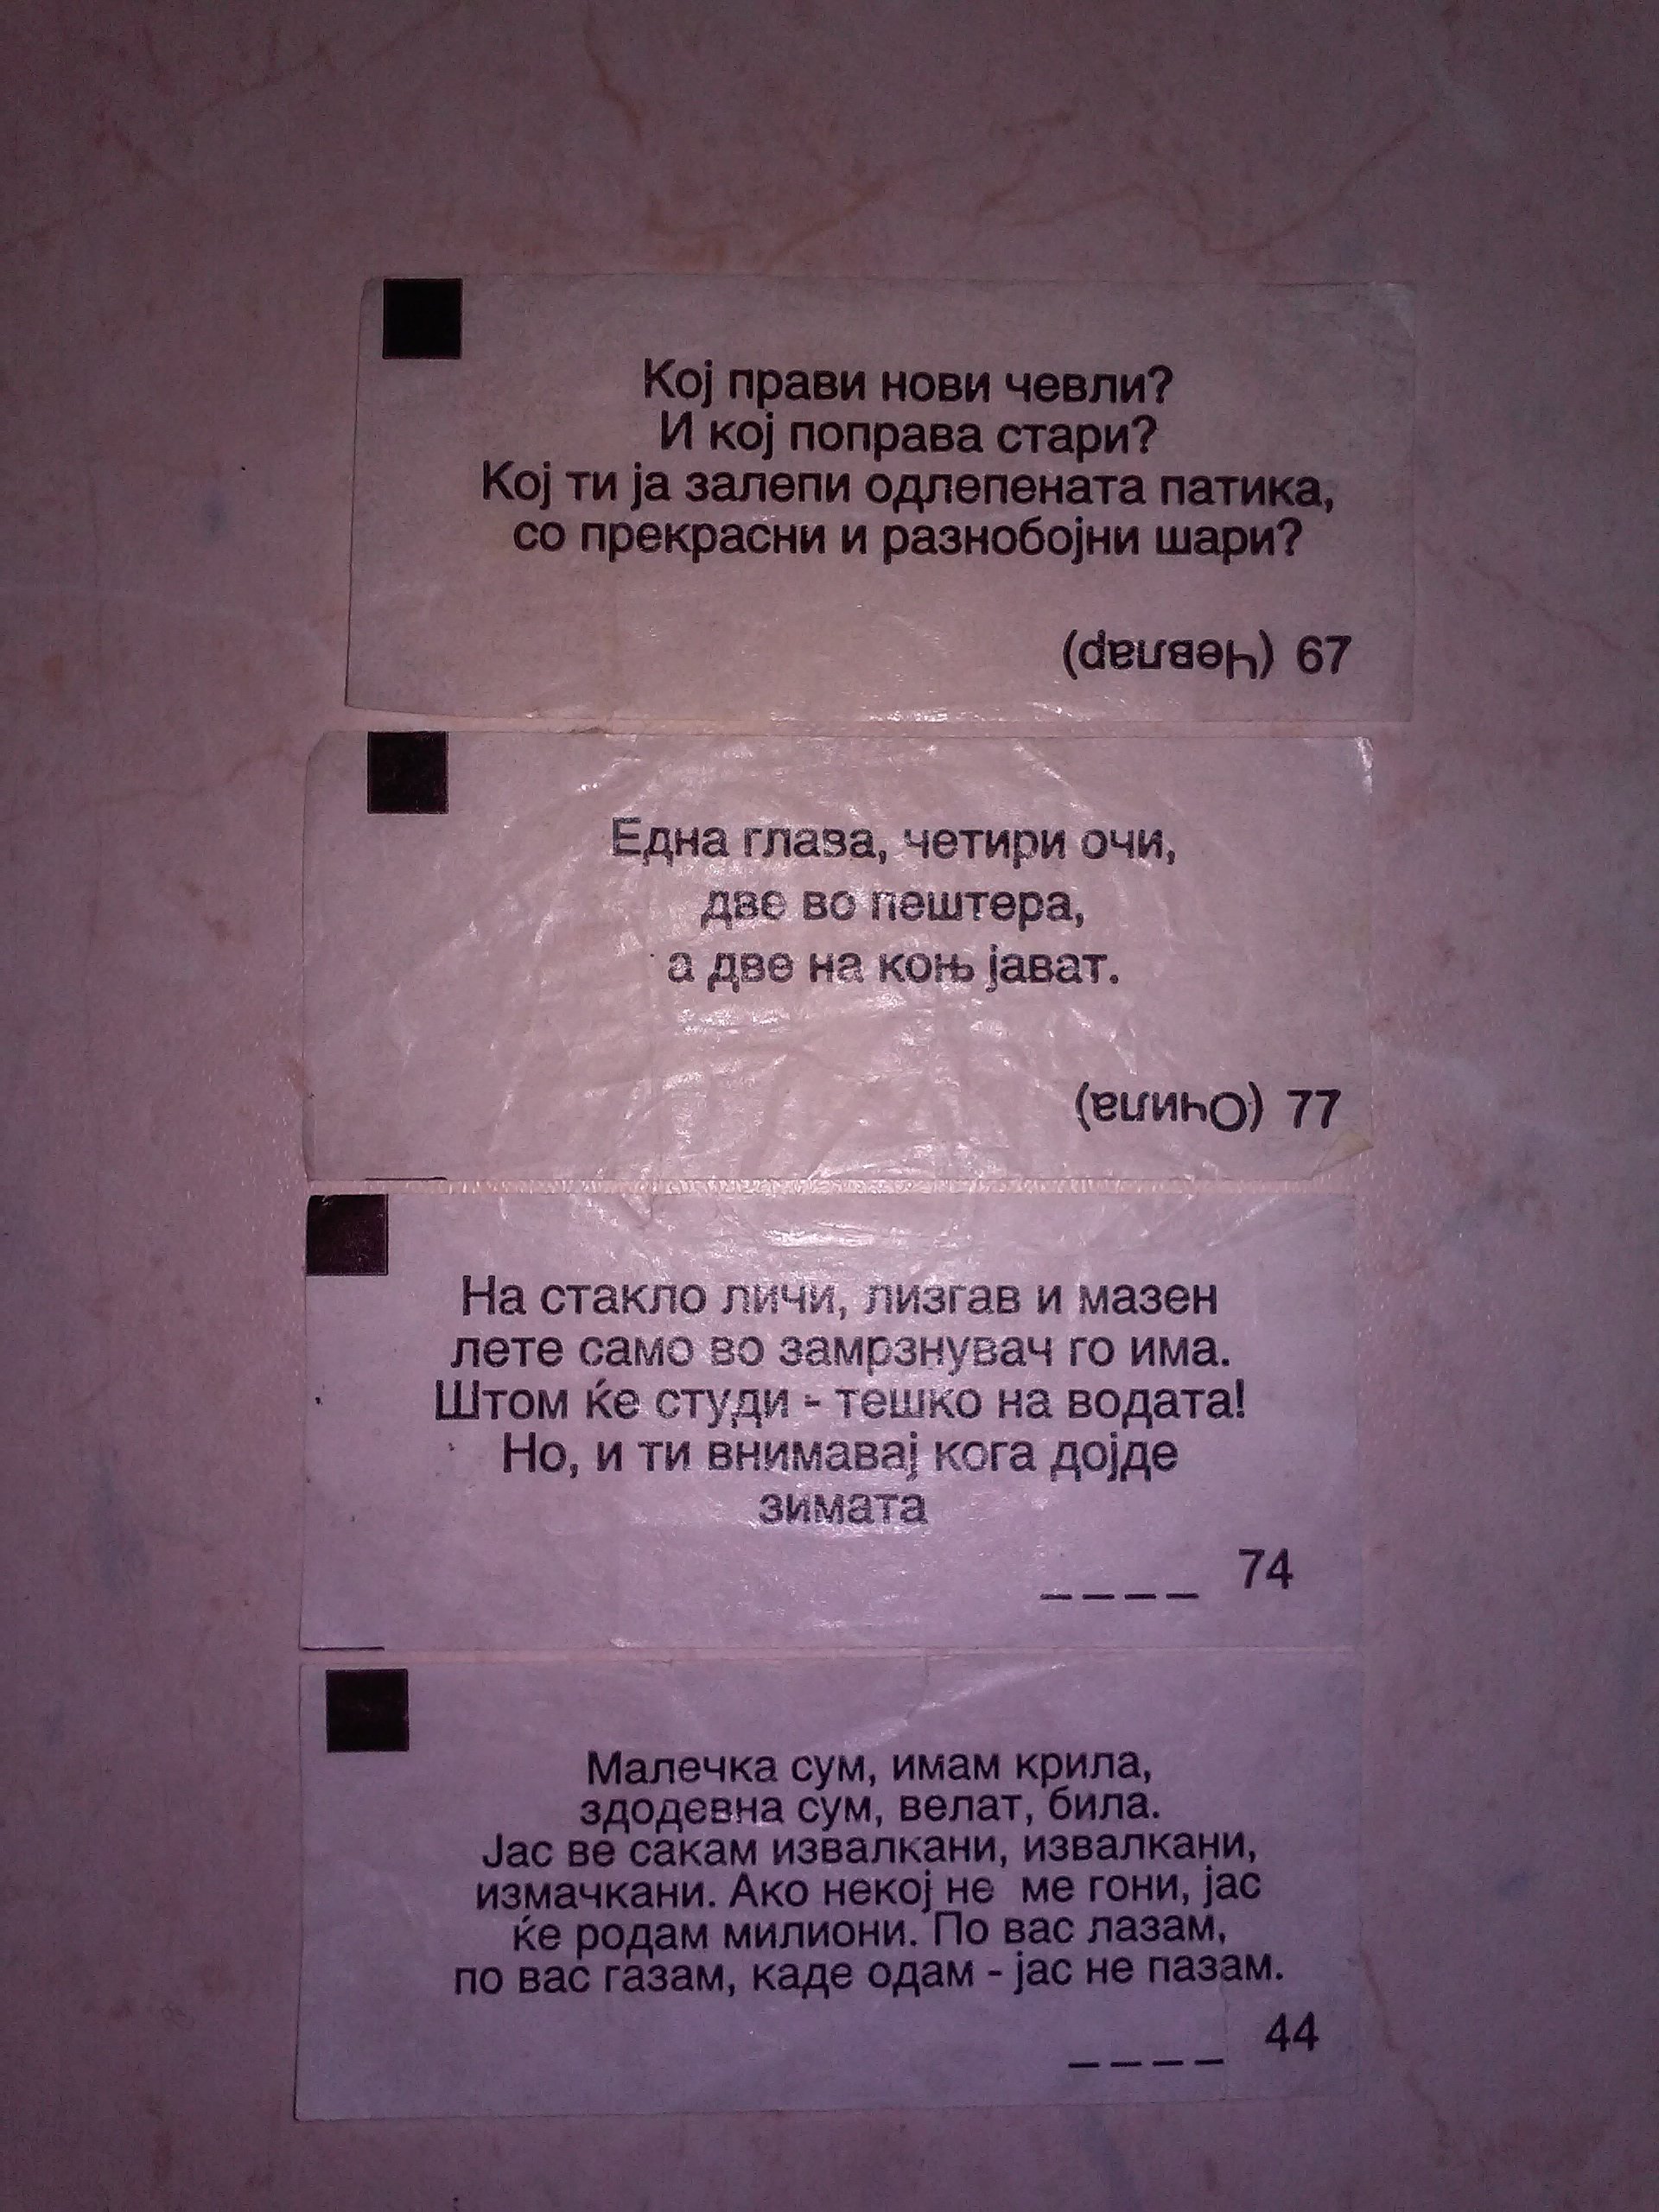 Кој прави нови чевли?
И кој поправа стари?
Кој ти ја залепи одлепената патика,
со прекрасни и разнобојни шари?
(Чевлар) 67
Една глава, четири очи,
две во пештера,
а две на коњ јават.
(Очила) 77
На стакло личи, лизгав и мазен
лете само во замрзнувач го има.
Штом ќе студи - тешко на водата!
Но, и ти внимавај кога дојде
зимата
_ _ _ _ 74
Малечка сум, имам крила,
здодевна сум, велат, била.
Јас ве сакам извалкани, извалкани,
измачкани. Ако некој не ме гони, јас
ќе родам милиони. По вас лазам,
по вас газам, каде одам - јас не пазам.
_ _ _ _ 44